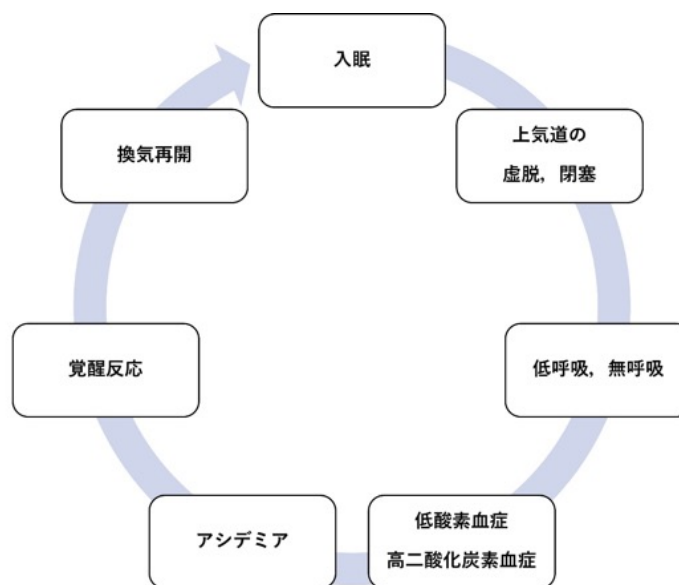 入眠
上気道の
虚脱，閉塞
低呼吸，無呼吸
低酸素血症
高二酸化炭素血症
アシデミア
覚醒反応
換気再開